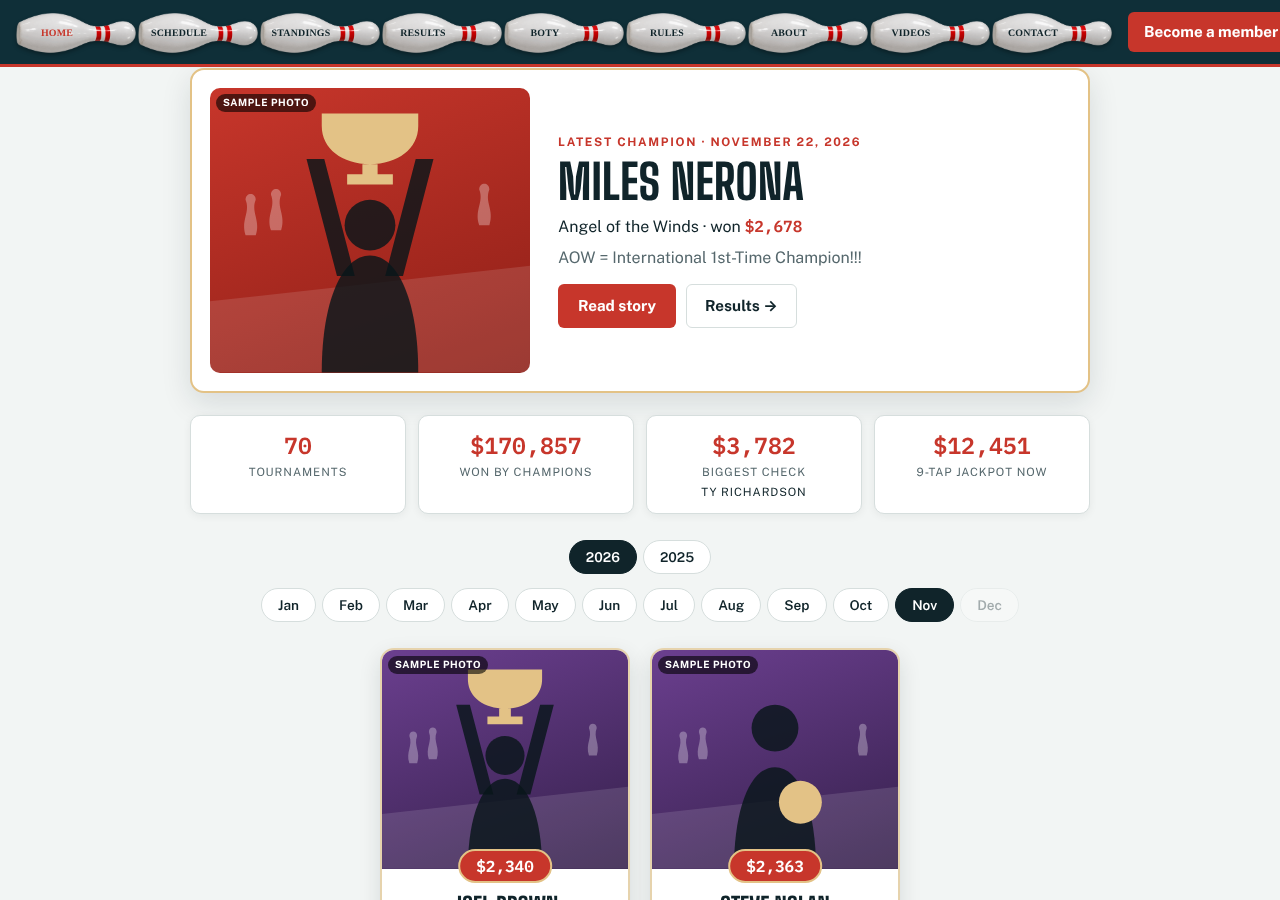 HOME SCHEDULE STANDINGS RESULTS BOTY RULES ABOUT VIDEOS CONTACT Become a member
SAMPLE PHOTO
LATEST CHAMPION · NOVEMBER 22, 2026
MILES NERONA
Angel of the Winds · won $2,678
AOW = International 1st-Time Champion!!!
Read story Results →
70 $170,857 $3,782 $12,451
TOURNAMENTS WON BY CHAMPIONS BIGGEST CHECK 9-TAP JACKPOT NOW
TY RICHARDSON
2026 2025
Jan Feb Mar Apr May Jun Jul Aug Sep Oct Nov Dec
SAMPLE PHOTO SAMPLE PHOTO
$2,340 $2,363
JOEL BROWN STEVE NOLAN